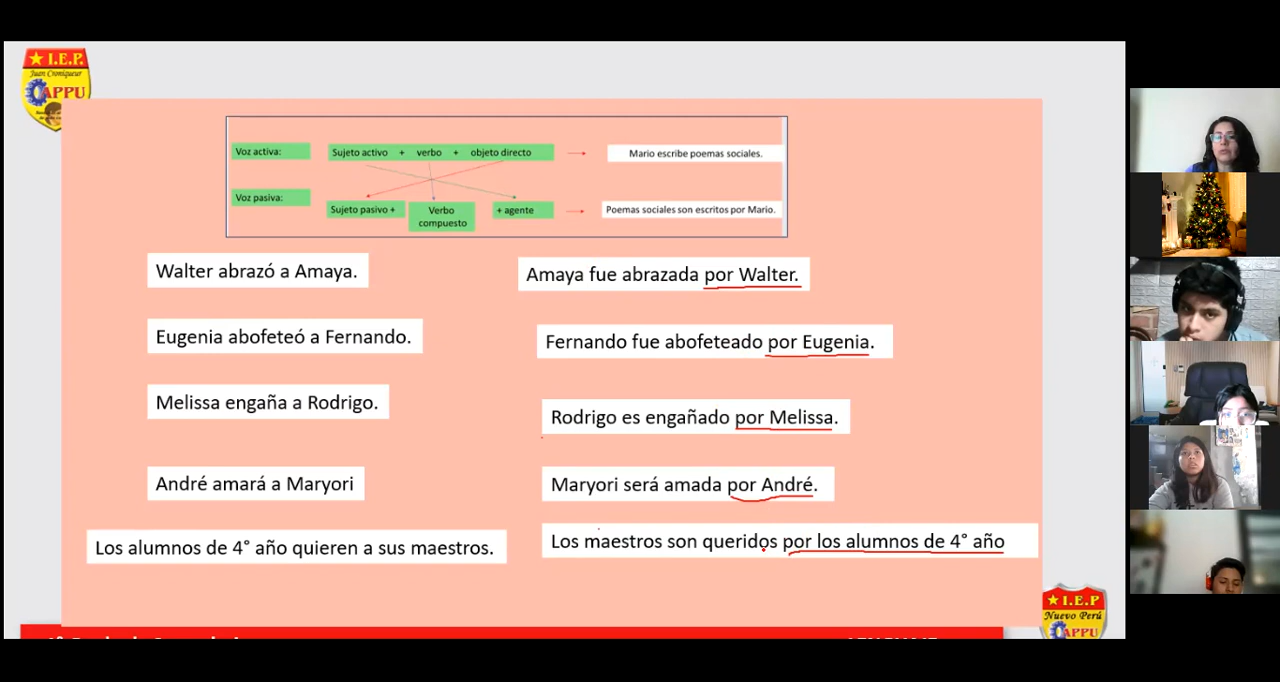 I.E.P.
Juan Croniqueur
APPU
Voz activa:
Sujeto activo + verbo + objeto directo
Mario escribe poemas sociales.
Voz pasiva:
Sujeto pasivo +
Verbo
compuesto
+ agente
Poemas sociales son escritos por Mario.
Walter abrazó a Amaya.
Amaya fue abrazada por Walter.
Eugenia abofeteó a Fernando.
Fernando fue abofeteado por Eugenia.
Melissa engaña a Rodrigo.
Rodrigo es engañado por Melissa.
André amará a Maryori
Maryori será amada por André.
Los alumnos de 4° año quieren a sus maestros.
Los maestros son queridos por los alumnos de 4° año
I.E.P
Nuevo Perú
APPU